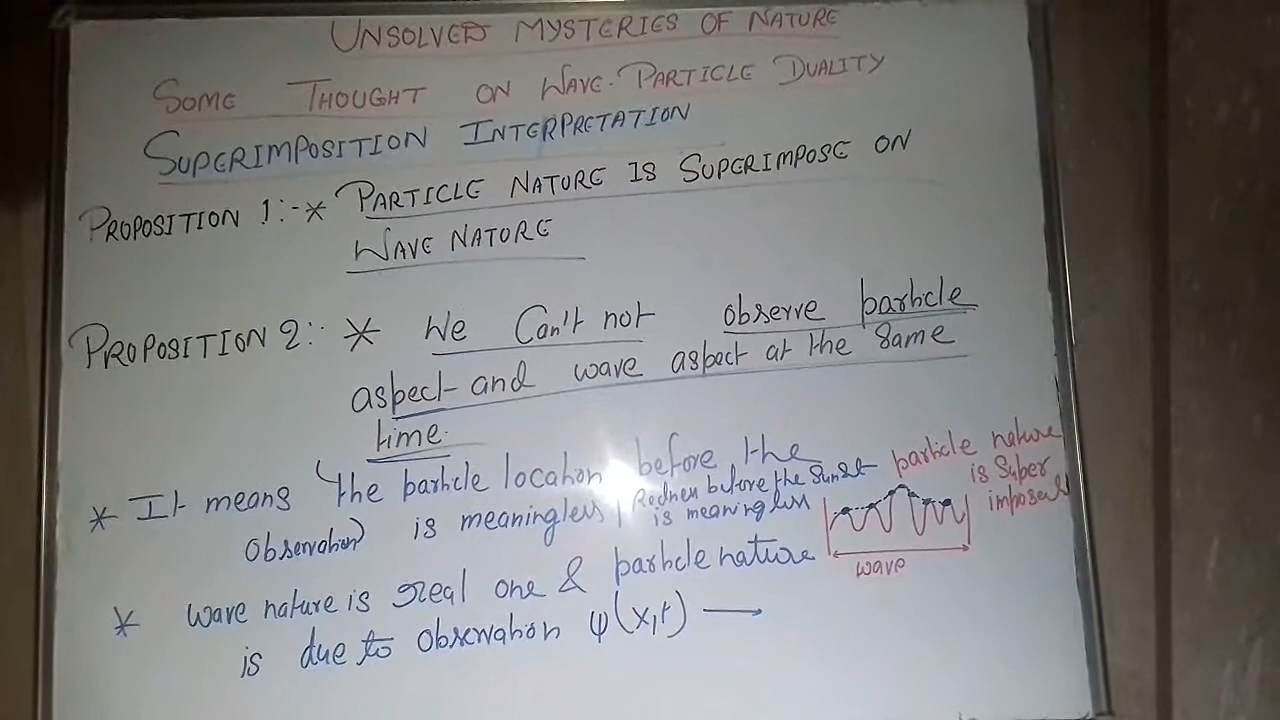 UNSOLVED MYSTERIES OF NATURE
SOME THOUGHT ON WAVE-PARTICLE DUALITY
SUPERIMPOSITION INTERPRETATION
PROPOSITION 1:-* PARTICLE NATURE IS SUPERIMPOSE ON
WAVE NATURE
PROPOSITION 2:- * We Can't not observe particle
aspect and wave aspect at the same
time.
* It means the particle location before the
observation is meaningless | Redness before the sunset
is meaningless
particle nature
is super
imposed
wave
* wave nature is real one & particle nature
is due to observation ψ(x,t) →